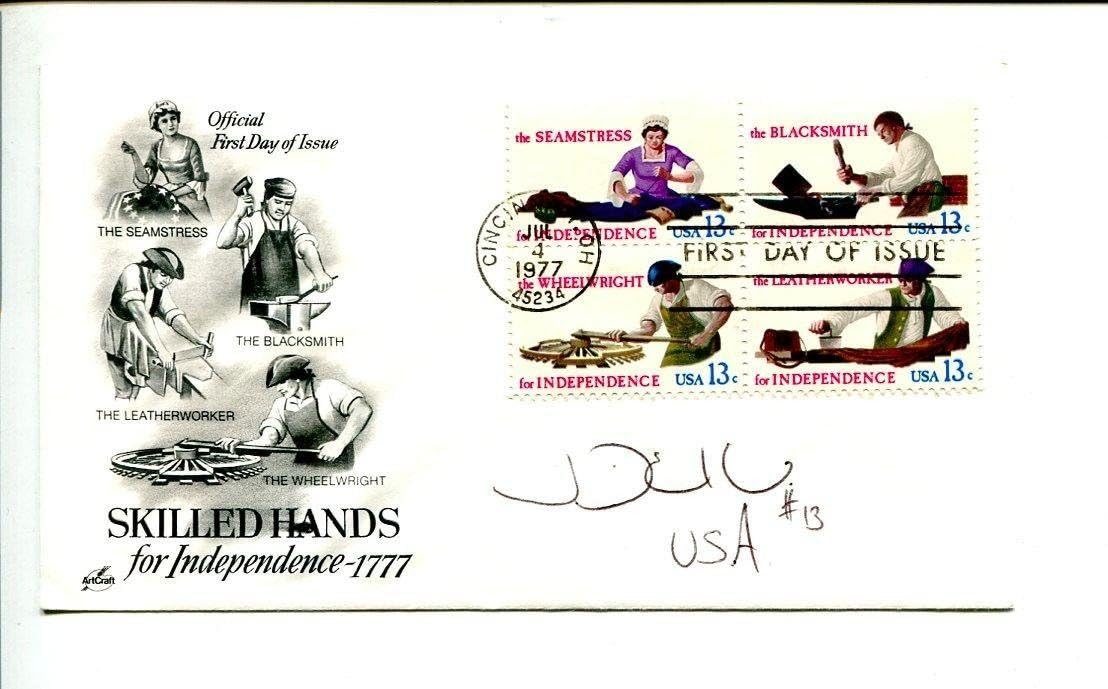 Official
First Day of Issue
THE SEAMSTRESS
THE BLACKSMITH
THE LEATHERWORKER
THE WHEELWRIGHT
SKILLED HANDS
for Independence-1777
ArtCraft
the SEAMSTRESS
for INDEPENDENCE USA 13c
the BLACKSMITH
for INDEPENDENCE USA 13c
the WHEELWRIGHT
for INDEPENDENCE USA 13c
the LEATHERWORKER
for INDEPENDENCE USA 13c
JUL
4
1977
45234
FIRST DAY OF ISSUE
#13
USA